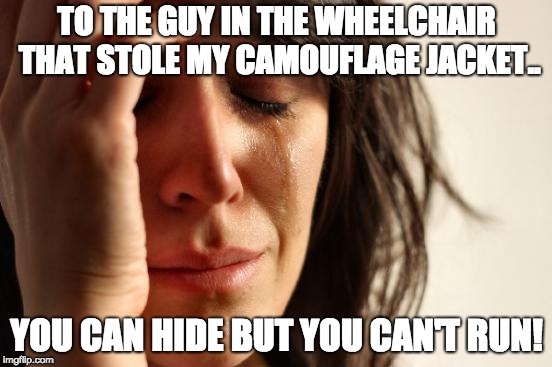 TO THE GUY IN THE WHEELCHAIR
THAT STOLE MY CAMOUFLAGE JACKET..
YOU CAN HIDE BUT YOU CAN'T RUN!
imgflip.com